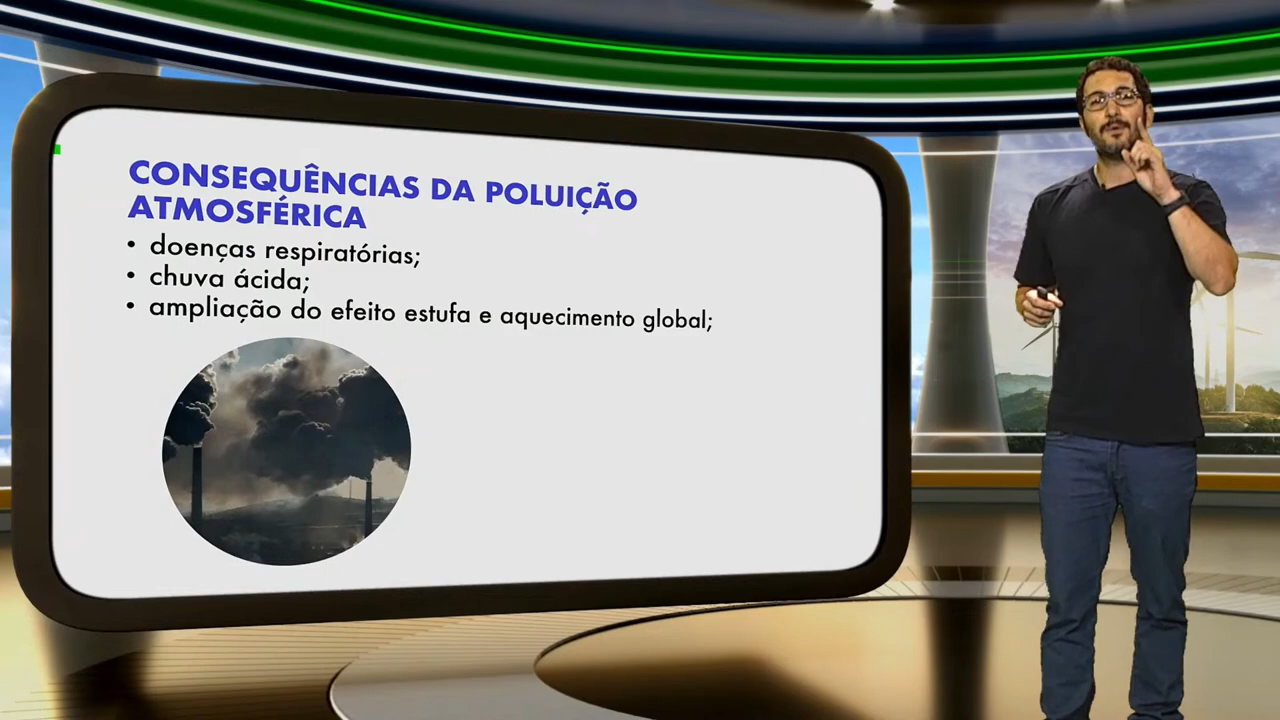 CONSEQUÊNCIAS DA POLUIÇÃO
ATMOSFÉRICA
• doenças respiratórias;
• chuva ácida;
• ampliação do efeito estufa e aquecimento global;